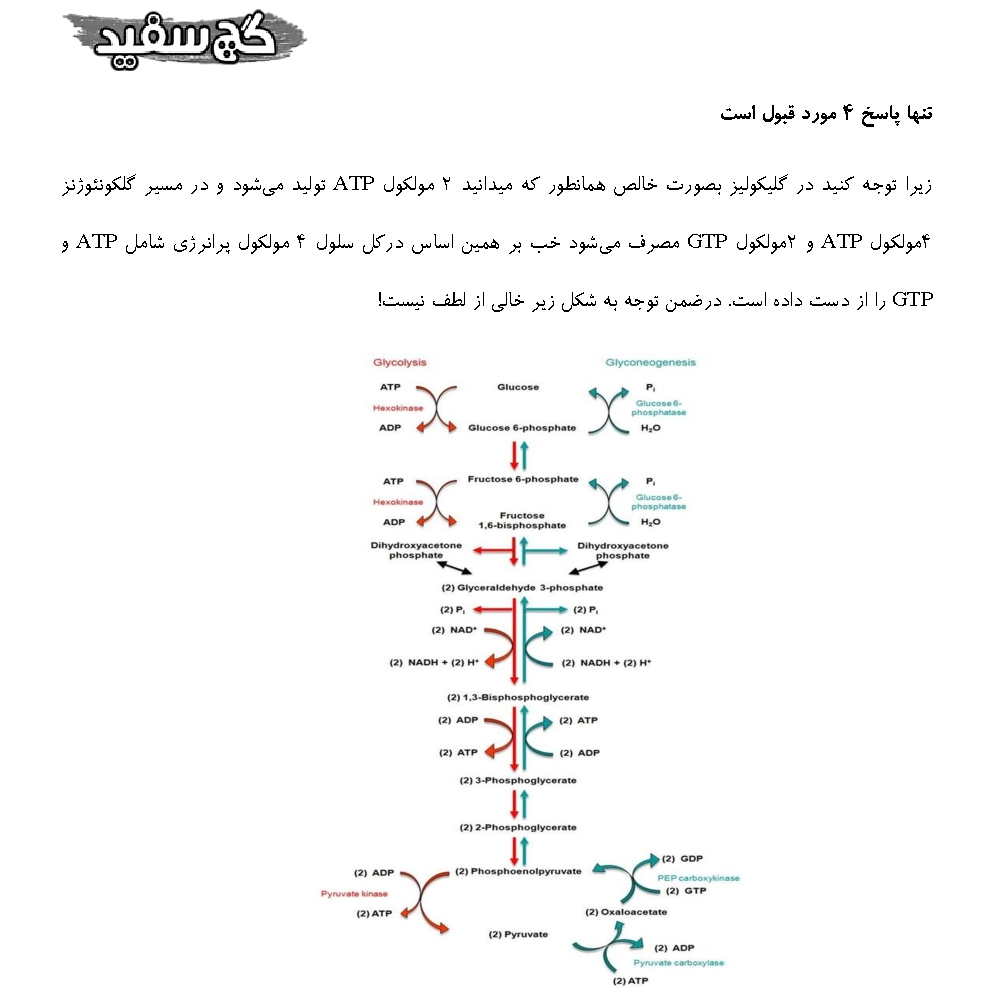 گچ سفید
تنها پاسخ ۴ مورد قبول است
زیرا توجه کنید در گلیکولیز بصورت خالص همانطور که میدانید ۲ مولکول ATP تولید می‌شود و در مسیر گلکونئوژنز
۴مولکول ATP و ۲مولکول GTP مصرف می‌شود خب بر همین اساس درکل سلول ۴ مولکول پرانرژی شامل ATP و
GTP را از دست داده است. درضمن توجه به شکل زیر خالی از لطف نیست!
Glycolysis Glyconeogenesis
ATP Glucose Pi
Hexokinase Glucose 6-
phosphatase
ADP Glucose 6-phosphate H₂O
ATP Fructose 6-phosphate Pi
Hexokinase Glucose 6-
phosphatase
ADP Fructose
1,6-bisphosphate H₂O
Dihydroxyacetone
phosphate
Dihydroxyacetone
phosphate
(2) Glyceraldehyde 3-phosphate
(2) Pi (2) Pi
(2) NAD⁺ (2) NAD⁺
(2) NADH + (2) H⁺ (2) NADH + (2) H⁺
(2) 1,3-Bisphosphoglycerate
(2) ADP (2) ATP
(2) ATP (2) ADP
(2) 3-Phosphoglycerate
(2) 2-Phosphoglycerate
(2) ADP (2) Phosphoenolpyruvate (2) GDP
Pyruvate kinase PEP carboxykinase
(2) GTP
(2) ATP (2) Oxaloacetate
(2) Pyruvate (2) ADP
Pyruvate carboxylase
(2) ATP